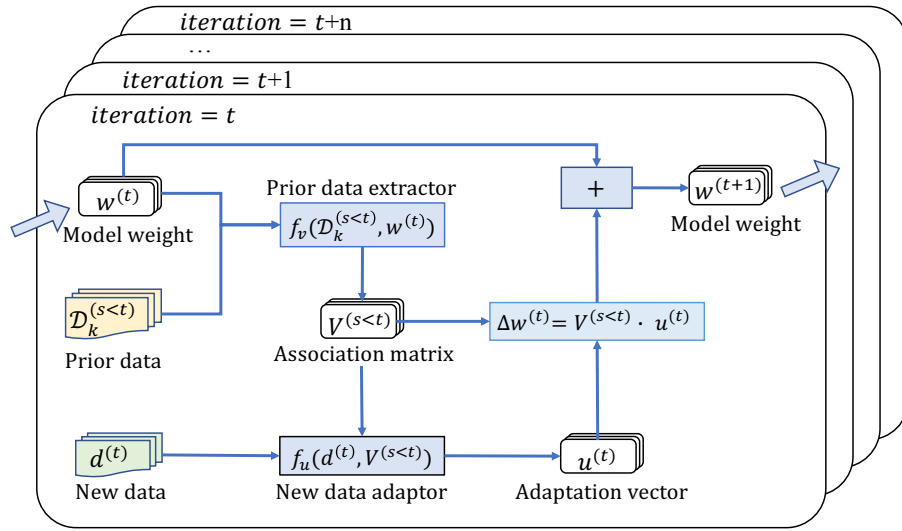 iteration = t+n
...
iteration = t+1
iteration = t
w^(t)
Model weight
Prior data extractor
f_v(𝒟_k^(s<t), w^(t))
+
w^(t+1)
Model weight
𝒟_k^(s<t)
Prior data
V^(s<t)
Association matrix
Δw^(t) = V^(s<t) · u^(t)
d^(t)
New data
f_u(d^(t), V^(s<t))
New data adaptor
u^(t)
Adaptation vector